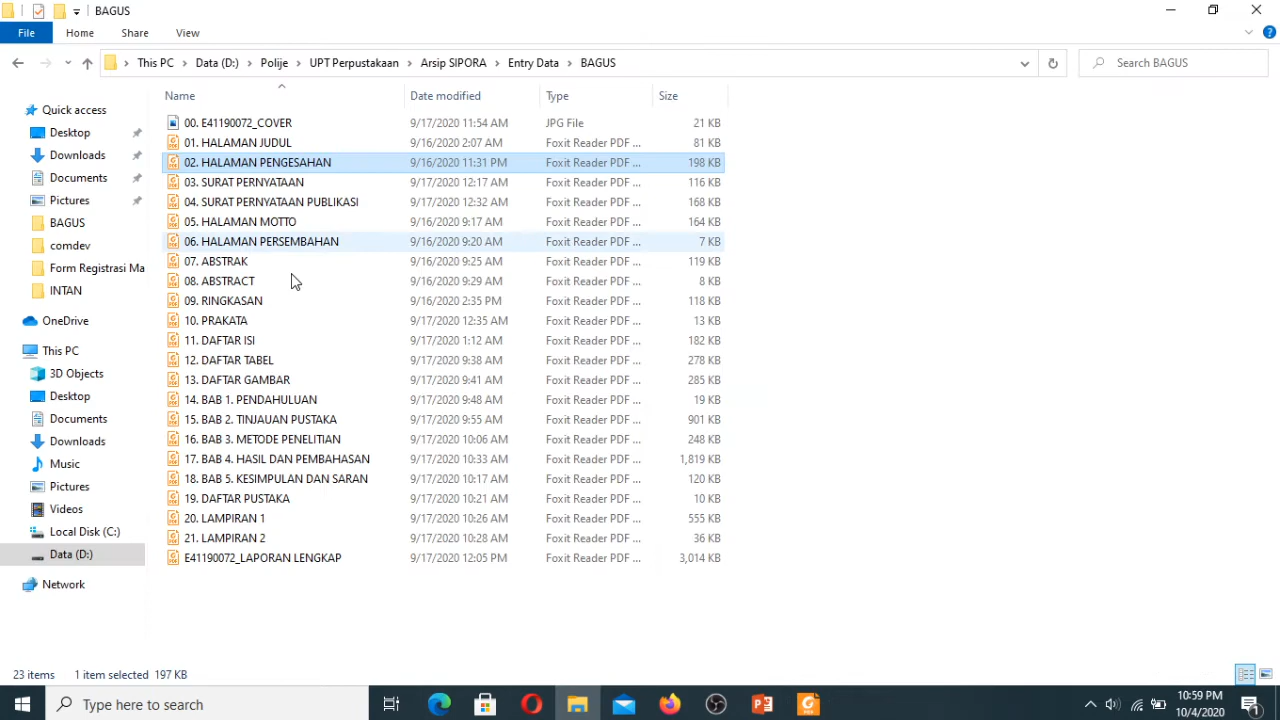 BAGUS
File Home Share View
This PC Data (D:) Polije UPT Perpustakaan Arsip SIPORA Entry Data BAGUS Search BAGUS
Name Date modified Type Size
Quick access
Desktop
Downloads
Documents
Pictures
BAGUS
comdev
Form Registrasi Ma
INTAN
OneDrive
This PC
3D Objects
Desktop
Documents
Downloads
Music
Pictures
Videos
Local Disk (C:)
Data (D:)
Network
00. E41190072_COVER 9/17/2020 11:54 AM JPG File 21 KB
01. HALAMAN JUDUL 9/16/2020 2:07 AM Foxit Reader PDF ... 81 KB
02. HALAMAN PENGESAHAN 9/16/2020 11:31 PM Foxit Reader PDF ... 198 KB
03. SURAT PERNYATAAN 9/17/2020 12:17 AM Foxit Reader PDF ... 116 KB
04. SURAT PERNYATAAN PUBLIKASI 9/17/2020 12:32 AM Foxit Reader PDF ... 168 KB
05. HALAMAN MOTTO 9/16/2020 9:17 AM Foxit Reader PDF ... 164 KB
06. HALAMAN PERSEMBAHAN 9/16/2020 9:20 AM Foxit Reader PDF ... 7 KB
07. ABSTRAK 9/16/2020 9:25 AM Foxit Reader PDF ... 119 KB
08. ABSTRACT 9/16/2020 9:29 AM Foxit Reader PDF ... 8 KB
09. RINGKASAN 9/16/2020 2:35 PM Foxit Reader PDF ... 118 KB
10. PRAKATA 9/17/2020 12:35 AM Foxit Reader PDF ... 13 KB
11. DAFTAR ISI 9/17/2020 1:12 AM Foxit Reader PDF ... 182 KB
12. DAFTAR TABEL 9/17/2020 9:38 AM Foxit Reader PDF ... 278 KB
13. DAFTAR GAMBAR 9/17/2020 9:41 AM Foxit Reader PDF ... 285 KB
14. BAB 1. PENDAHULUAN 9/17/2020 9:48 AM Foxit Reader PDF ... 19 KB
15. BAB 2. TINJAUAN PUSTAKA 9/17/2020 9:55 AM Foxit Reader PDF ... 901 KB
16. BAB 3. METODE PENELITIAN 9/17/2020 10:06 AM Foxit Reader PDF ... 248 KB
17. BAB 4. HASIL DAN PEMBAHASAN 9/17/2020 10:33 AM Foxit Reader PDF ... 1,819 KB
18. BAB 5. KESIMPULAN DAN SARAN 9/17/2020 10:17 AM Foxit Reader PDF ... 120 KB
19. DAFTAR PUSTAKA 9/17/2020 10:21 AM Foxit Reader PDF ... 10 KB
20. LAMPIRAN 1 9/17/2020 10:26 AM Foxit Reader PDF ... 555 KB
21. LAMPIRAN 2 9/17/2020 10:28 AM Foxit Reader PDF ... 36 KB
E41190072_LAPORAN LENGKAP 9/17/2020 12:05 PM Foxit Reader PDF ... 3,014 KB
23 items 1 item selected 197 KB
Type here to search
10:59 PM
10/4/2020
1